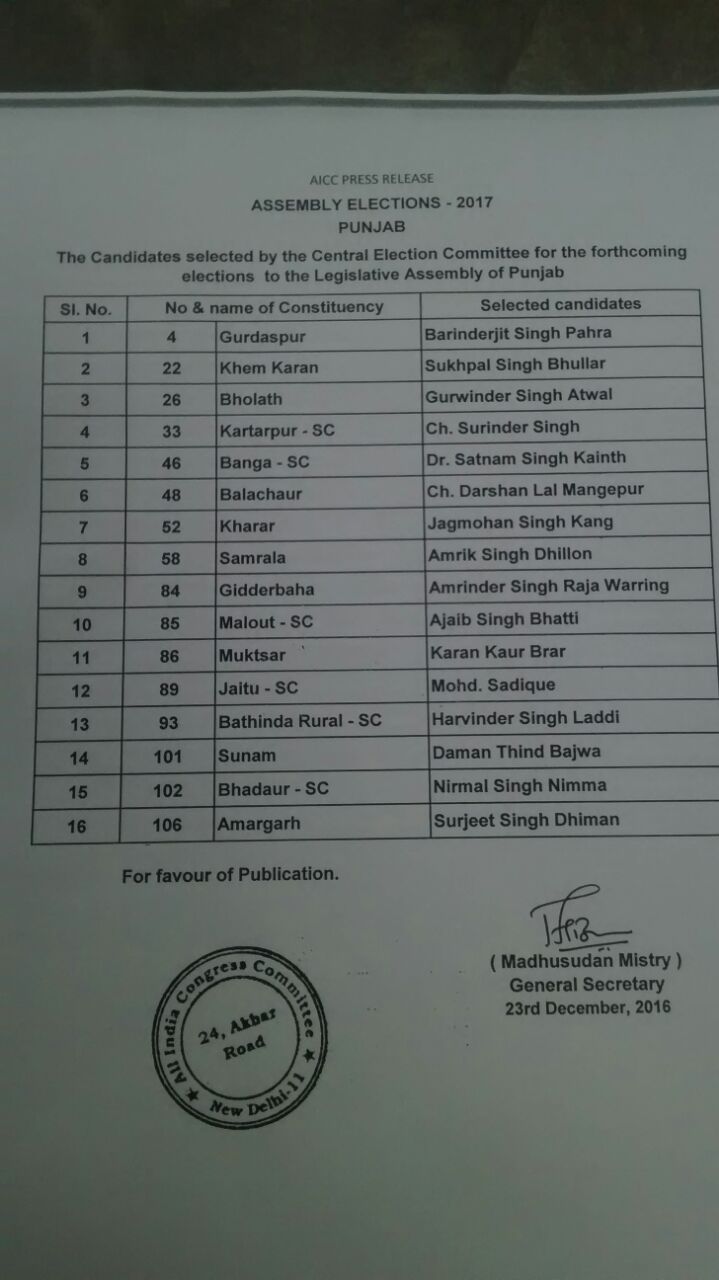 AICC PRESS RELEASE
ASSEMBLY ELECTIONS - 2017
PUNJAB
The Candidates selected by the Central Election Committee for the forthcoming
elections to the Legislative Assembly of Punjab
Sl. No. No & name of Constituency Selected candidates
1 4 Gurdaspur Barinderjit Singh Pahra
2 22 Khem Karan Sukhpal Singh Bhullar
3 26 Bholath Gurwinder Singh Atwal
4 33 Kartarpur - SC Ch. Surinder Singh
5 46 Banga - SC Dr. Satnam Singh Kainth
6 48 Balachaur Ch. Darshan Lal Mangepur
7 52 Kharar Jagmohan Singh Kang
8 58 Samrala Amrik Singh Dhillon
9 84 Gidderbaha Amrinder Singh Raja Warring
10 85 Malout - SC Ajaib Singh Bhatti
11 86 Muktsar Karan Kaur Brar
12 89 Jaitu - SC Mohd. Sadique
13 93 Bathinda Rural - SC Harvinder Singh Laddi
14 101 Sunam Daman Thind Bajwa
15 102 Bhadaur - SC Nirmal Singh Nimma
16 106 Amargarh Surjeet Singh Dhiman
For favour of Publication.
( Madhusudan Mistry )
General Secretary
23rd December, 2016
All India Congress Committee
24, Akbar
Road
New Delhi-11